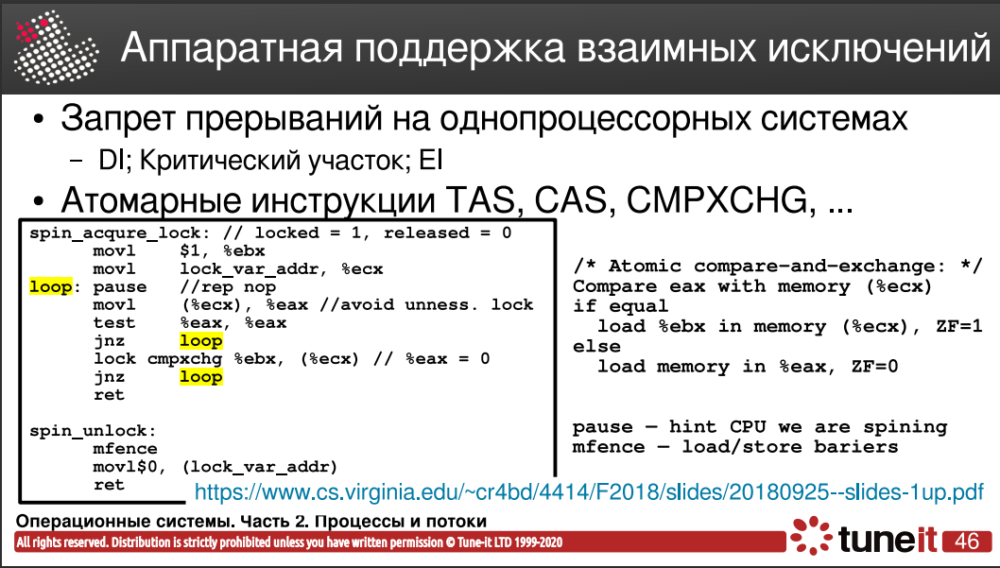 Аппаратная поддержка взаимных исключений
• Запрет прерываний на однопроцессорных системах
– DI; Критический участок; EI
• Атомарные инструкции TAS, CAS, CMPXCHG, ...
spin_acqure_lock: // locked = 1, released = 0
movl $1, %ebx
movl lock_var_addr, %ecx
loop: pause //rep nop
movl (%ecx), %eax //avoid unness. lock
test %eax, %eax
jnz loop
lock cmpxchg %ebx, (%ecx) // %eax = 0
jnz loop
ret
spin_unlock:
mfence
movl$0, (lock_var_addr)
ret
/* Atomic compare-and-exchange: */
Compare eax with memory (%ecx)
if equal
load %ebx in memory (%ecx), ZF=1
else
load memory in %eax, ZF=0
pause – hint CPU we are spining
mfence – load/store bariers
https://www.cs.virginia.edu/~cr4bd/4414/F2018/slides/20180925--slides-1up.pdf
Операционные системы. Часть 2. Процессы и потоки
All rights reserved. Distribution is strictly prohibited unless you have written permission © Tune-it LTD 1999-2020
tuneit 46